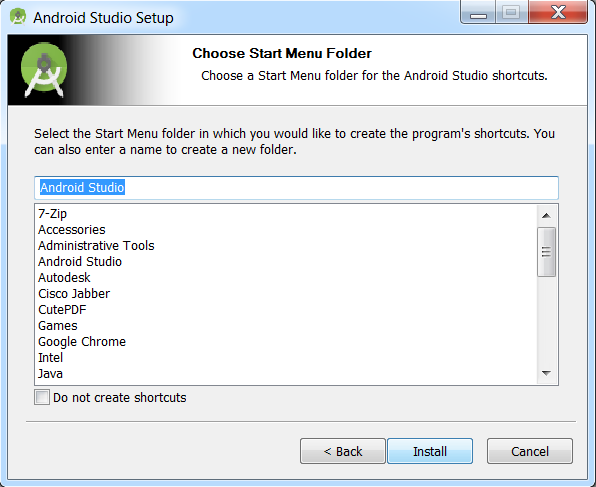 Android Studio Setup
Choose Start Menu Folder
Choose a Start Menu folder for the Android Studio shortcuts.
Select the Start Menu folder in which you would like to create the program's shortcuts. You
can also enter a name to create a new folder.
Android Studio
7-Zip
Accessories
Administrative Tools
Android Studio
Autodesk
Cisco Jabber
CutePDF
Games
Google Chrome
Intel
Java
Do not create shortcuts
< Back
Install
Cancel